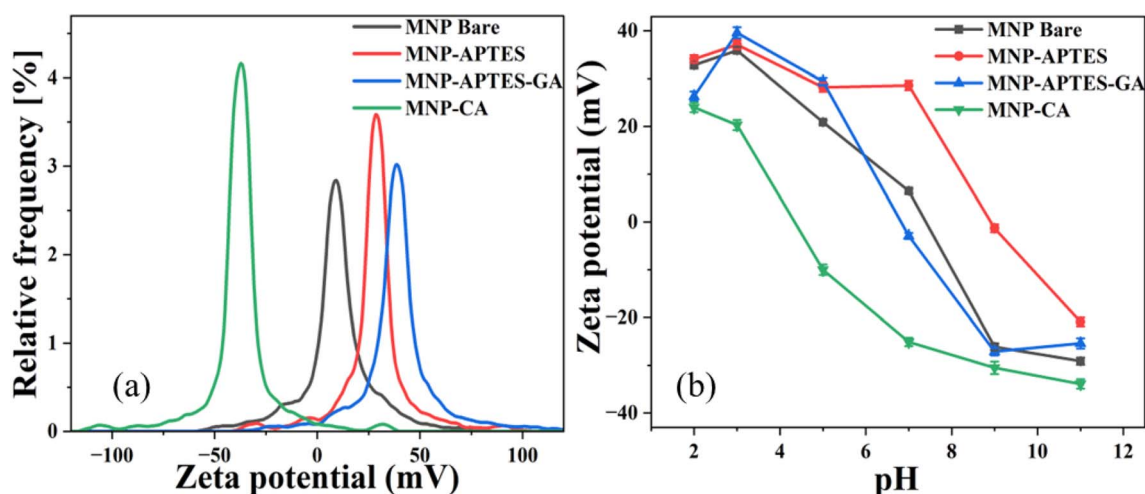 MNP Bare
MNP-APTES
MNP-APTES-GA
MNP-CA
Relative frequency [%]
4
3
2
1
0
(a)
−100
−50
0
50
100
Zeta potential (mV)
MNP Bare
MNP-APTES
MNP-APTES-GA
MNP-CA
Zeta potential (mV)
40
20
0
−20
−40
(b)
2
4
6
8
10
12
pH